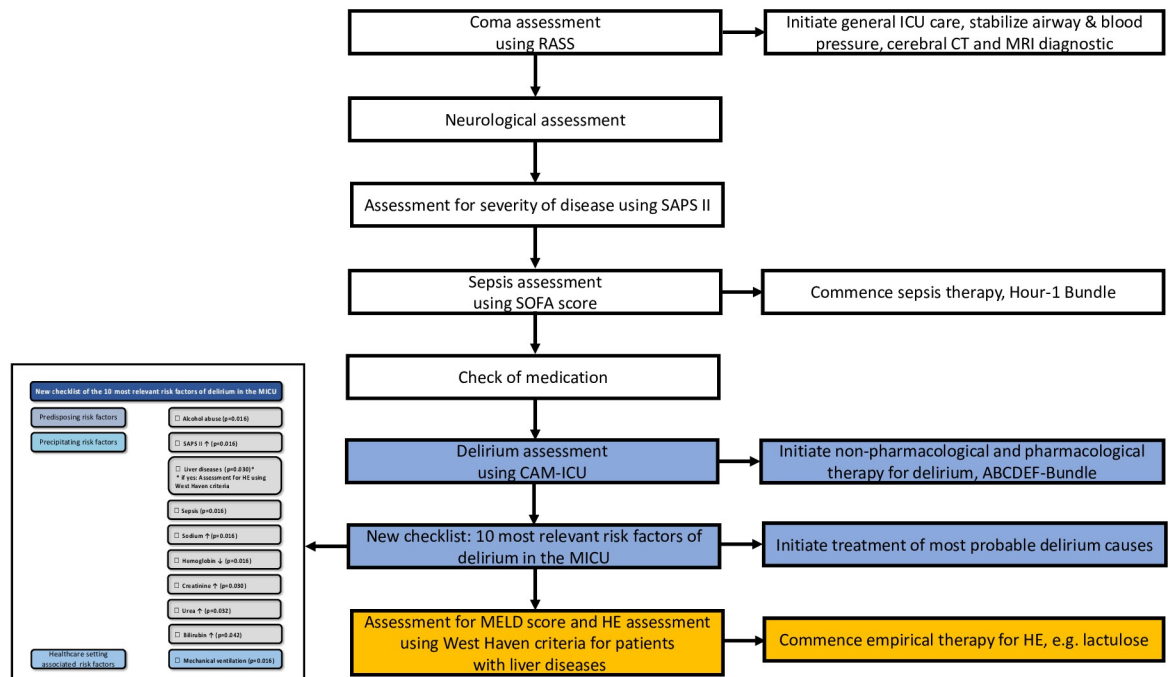 Coma assessment
using RASS
Initiate general ICU care, stabilize airway & blood
pressure, cerebral CT and MRI diagnostic
Neurological assessment
Assessment for severity of disease using SAPS II
Sepsis assessment
using SOFA score
Commence sepsis therapy, Hour-1 Bundle
Check of medication
Delirium assessment
using CAM-ICU
Initiate non-pharmacological and pharmacological
therapy for delirium, ABCDEF-Bundle
New checklist: 10 most relevant risk factors of
delirium in the MICU
Initiate treatment of most probable delirium causes
Assessment for MELD score and HE assessment
using West Haven criteria for patients
with liver diseases
Commence empirical therapy for HE, e.g. lactulose
New checklist of the 10 most relevant risk factors of delirium in the MICU
Predisposing risk factors
☐ Alcohol abuse (p=0.016)
Precipitating risk factors
☐ SAPS II ↑ (p=0.016)
☐ Liver diseases (p=0.030)*
* if yes: Assessment for HE using
West Haven criteria
☐ Sepsis (p=0.016)
☐ Sodium ↑ (p=0.016)
☐ Hemoglobin ↓ (p=0.016)
☐ Creatinine ↑ (p=0.030)
☐ Urea ↑ (p=0.032)
☐ Bilirubin ↑ (p=0.042)
Healthcare setting
associated risk factors
☐ Mechanical ventilation (p=0.016)